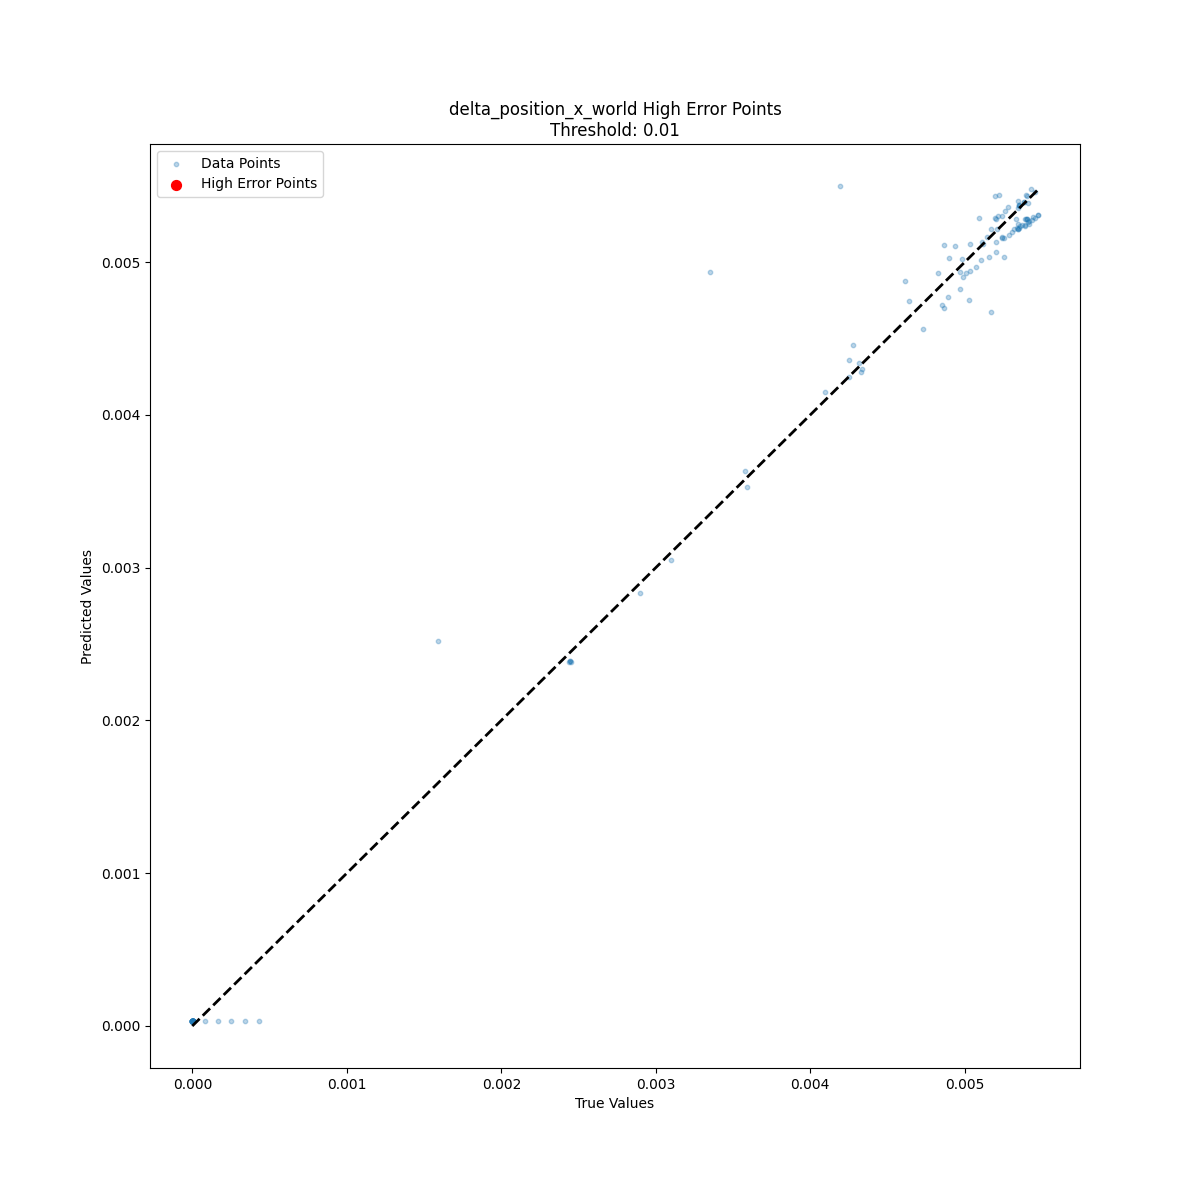 delta_position_x_world High Error Points
Threshold: 0.01
Data Points
High Error Points
0.005
0.004
0.003
0.002
0.001
0.000
Predicted Values
0.000 0.001 0.002 0.003 0.004 0.005
True Values